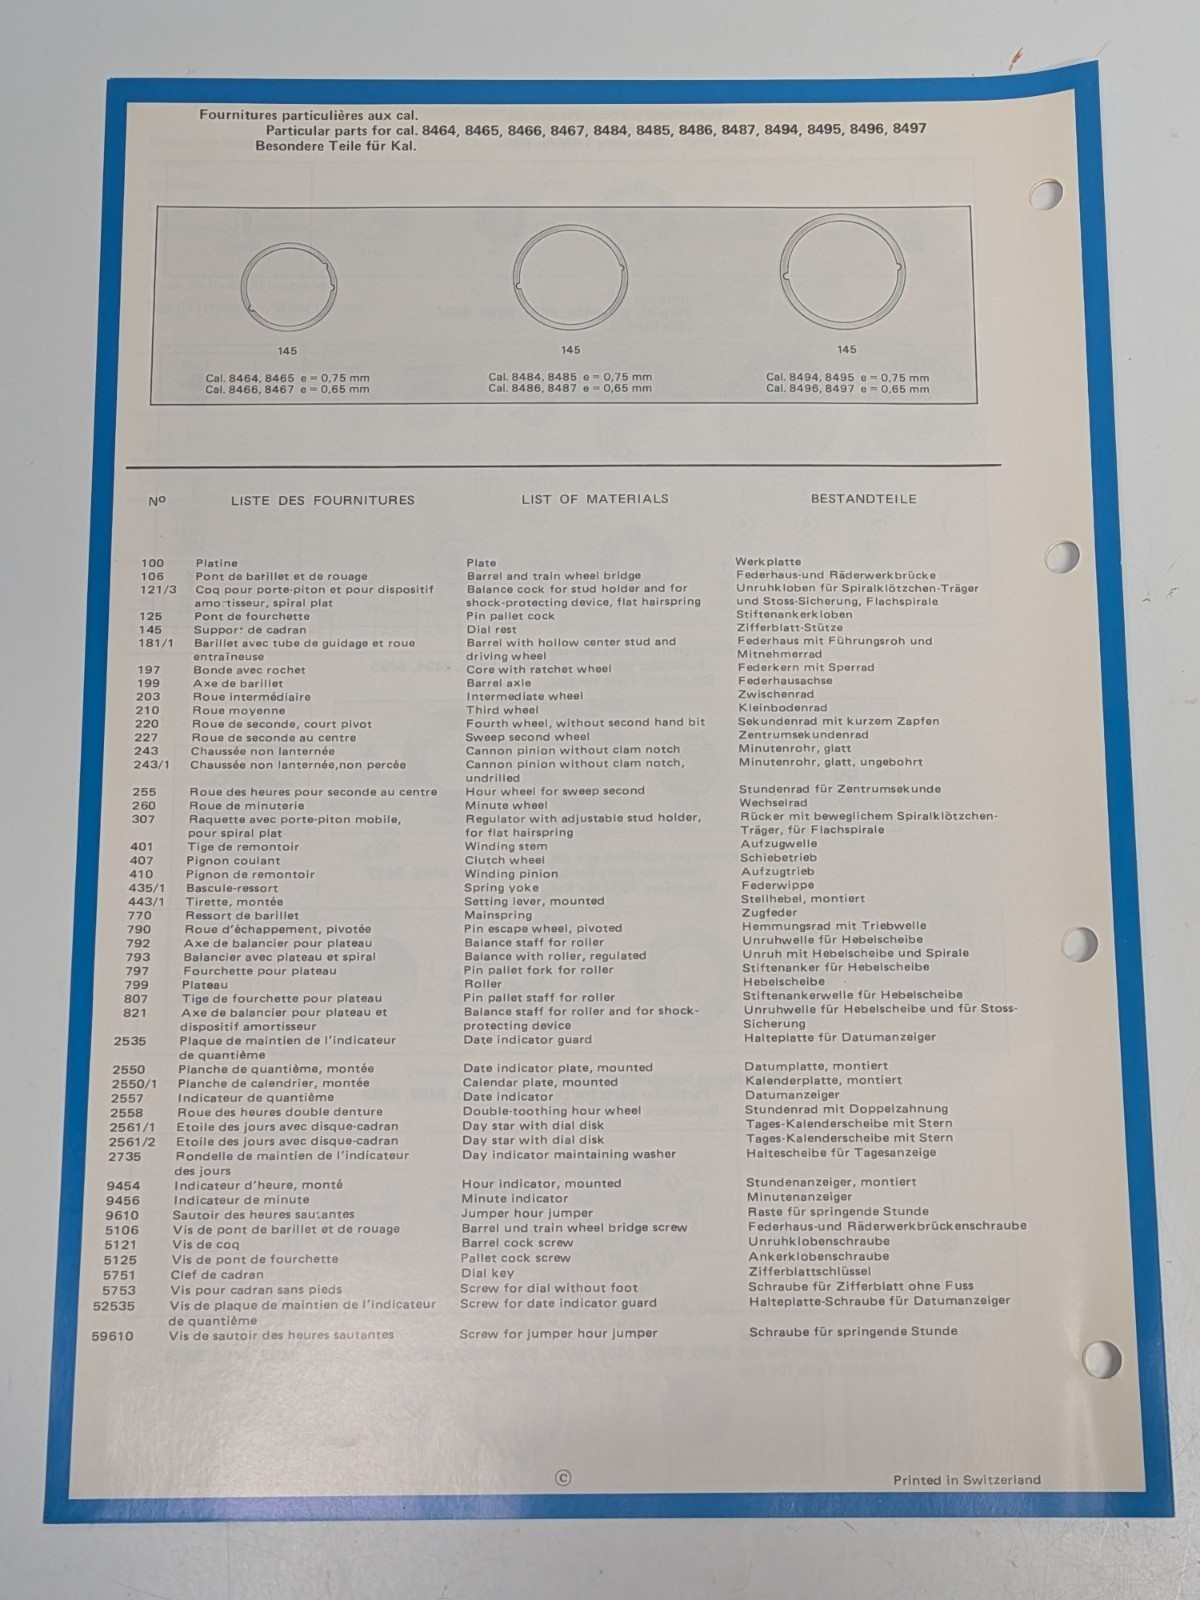 Fournitures particulières aux cal.
Particular parts for cal. 8464, 8465, 8466, 8467, 8484, 8485, 8486, 8487, 8494, 8495, 8496, 8497
Besondere Teile für Kal.
145 145 145
Cal. 8464, 8465 e = 0,75 mm Cal. 8484, 8485 e = 0,75 mm Cal. 8494, 8495 e = 0,75 mm
Cal. 8466, 8467 e = 0,65 mm Cal. 8486, 8487 e = 0,65 mm Cal. 8496, 8497 e = 0,65 mm
Nº LISTE DES FOURNITURES LIST OF MATERIALS BESTANDTEILE
100 Platine Plate Werkplatte
106 Pont de barillet et de rouage Barrel and train wheel bridge Federhaus-und Räderwerkbrücke
121/3 Coq pour porte-piton et pour dispositif Balance cock for stud holder and for Unruhkloben für Spiralklötzchen-Träger
amortisseur, spiral plat shock-protecting device, flat hairspring und Stoss-Sicherung, Flachspirale
125 Pont de fourchette Pin pallet cock Stiftenankerkloben
145 Support de cadran Dial rest Zifferblatt-Stütze
181/1 Barillet avec tube de guidage et roue Barrel with hollow center stud and Federhaus mit Führungsroh und
entraîneuse driving wheel Mitnehmerrad
197 Bonde avec rochet Core with ratchet wheel Federkern mit Sperrad
199 Axe de barillet Barrel axle Federhausachse
203 Roue intermédiaire Intermediate wheel Zwischenrad
210 Roue moyenne Third wheel Kleinbodenrad
220 Roue de seconde, court pivot Fourth wheel, without second hand bit Sekundenrad mit kurzem Zapfen
227 Roue de seconde au centre Sweep second wheel Zentrumsekundenrad
243 Chaussée non lanternée Cannon pinion without clam notch Minutenrohr, glatt
243/1 Chaussée non lanternée,non percée Cannon pinion without clam notch, Minutenrohr, glatt, ungebohrt
undrilled
255 Roue des heures pour seconde au centre Hour wheel for sweep second Stundenrad für Zentrumsekunde
260 Roue de minuterie Minute wheel Wechselrad
307 Raquette avec porte-piton mobile, Regulator with adjustable stud holder, Rücker mit beweglichem Spiralklötzchen-
pour spiral plat for flat hairspring Träger, für Flachspirale
401 Tige de remontoir Winding stem Aufzugwelle
407 Pignon coulant Clutch wheel Schiebetrieb
410 Pignon de remontoir Winding pinion Aufzugtrieb
435/1 Bascule-ressort Spring yoke Federwippe
443/1 Tirette, montée Setting lever, mounted Stellhebel, montiert
770 Ressort de barillet Mainspring Zugfeder
790 Roue d'échappement, pivotée Pin escape wheel, pivoted Hemmungsrad mit Triebwelle
792 Axe de balancier pour plateau Balance staff for roller Unruhwelle für Hebelscheibe
793 Balancier avec plateau et spiral Balance with roller, regulated Unruh mit Hebelscheibe und Spirale
797 Fourchette pour plateau Pin pallet fork for roller Stiftenanker für Hebelscheibe
799 Plateau Roller Hebelscheibe
807 Tige de fourchette pour plateau Pin pallet staff for roller Stiftenankerwelle für Hebelscheibe
821 Axe de balancier pour plateau et Balance staff for roller and for shock- Unruhwelle für Hebelscheibe und für Stoss-
dispositif amortisseur protecting device Sicherung
2535 Plaque de maintien de l'indicateur Date indicator guard Halteplatte für Datumanzeiger
de quantième
2550 Planche de quantième, montée Date indicator plate, mounted Datumplatte, montiert
2550/1 Planche de calendrier, montée Calendar plate, mounted Kalenderplatte, montiert
2557 Indicateur de quantième Date indicator Datumanzeiger
2558 Roue des heures double denture Double-toothing hour wheel Stundenrad mit Doppelzahnung
2561/1 Etoile des jours avec disque-cadran Day star with dial disk Tages-Kalenderscheibe mit Stern
2561/2 Etoile des jours avec disque-cadran Day star with dial disk Tages-Kalenderscheibe mit Stern
2735 Rondelle de maintien de l'indicateur Day indicator maintaining washer Haltescheibe für Tagesanzeige
des jours
9454 Indicateur d'heure, monté Hour indicator, mounted Stundenanzeiger, montiert
9456 Indicateur de minute Minute indicator Minutenanzeiger
9610 Sautoir des heures sautantes Jumper hour jumper Raste für springende Stunde
5106 Vis de pont de barillet et de rouage Barrel und train wheel bridge screw Federhaus-und Räderwerkbrückenschraube
5121 Vis de coq Barrel cock screw Unruhklobenschraube
5125 Vis de pont de fourchette Pallet cock screw Ankerklobenschraube
5751 Clef de cadran Dial key Zifferblattschlüssel
5753 Vis pour cadran sans pieds Screw for dial without foot Schraube für Zifferblatt ohne Fuss
52535 Vis de plaque de maintien de l'indicateur Screw for date indicator guard Halteplatte-Schraube für Datumanzeiger
de quantième
59610 Vis de sautoir des heures sautantes Screw for jumper hour jumper Schraube für springende Stunde
© Printed in Switzerland